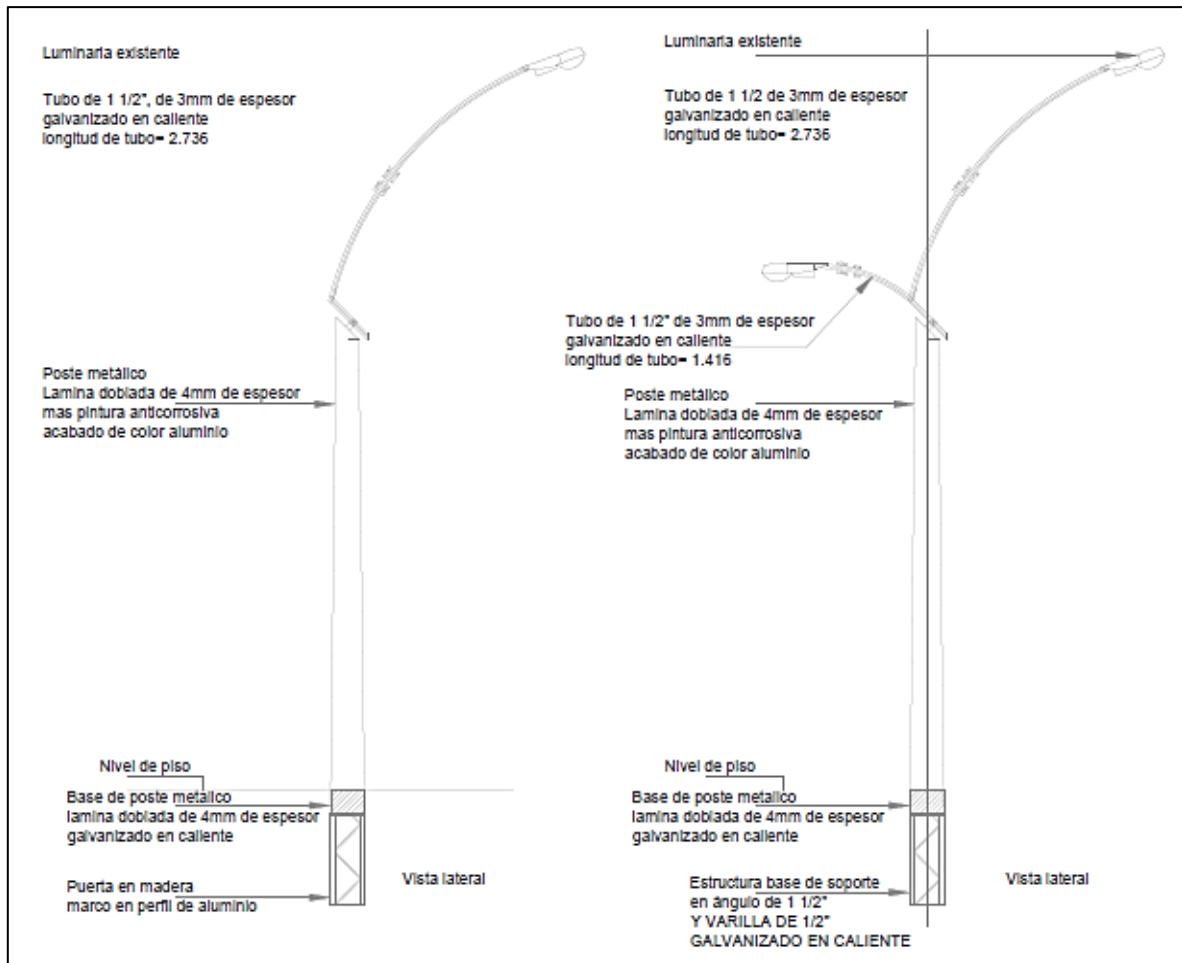 Luminaria existente
Tubo de 1 1/2", de 3mm de espesor
galvanizado en caliente
longitud de tubo= 2.736
Poste metálico
Lamina doblada de 4mm de espesor
mas pintura anticorrosiva
acabado de color aluminio
Nivel de piso
Base de poste metalico
lamina doblada de 4mm de espesor
galvanizado en caliente
Puerta en madera
marco en perfil de aluminio
Vista lateral
Luminaria existente
Tubo de 1 1/2 de 3mm de espesor
galvanizado en caliente
longitud de tubo= 2.736
Tubo de 1 1/2" de 3mm de espesor
galvanizado en caliente
longitud de tubo= 1.416
Poste metálico
Lamina doblada de 4mm de espesor
mas pintura anticorrosiva
acabado de color aluminio
Nivel de piso
Base de poste metalico
lamina doblada de 4mm de espesor
galvanizado en caliente
Estructura base de soporte
en ángulo de 1 1/2"
Y VARILLA DE 1/2"
GALVANIZADO EN CALIENTE
Vista lateral